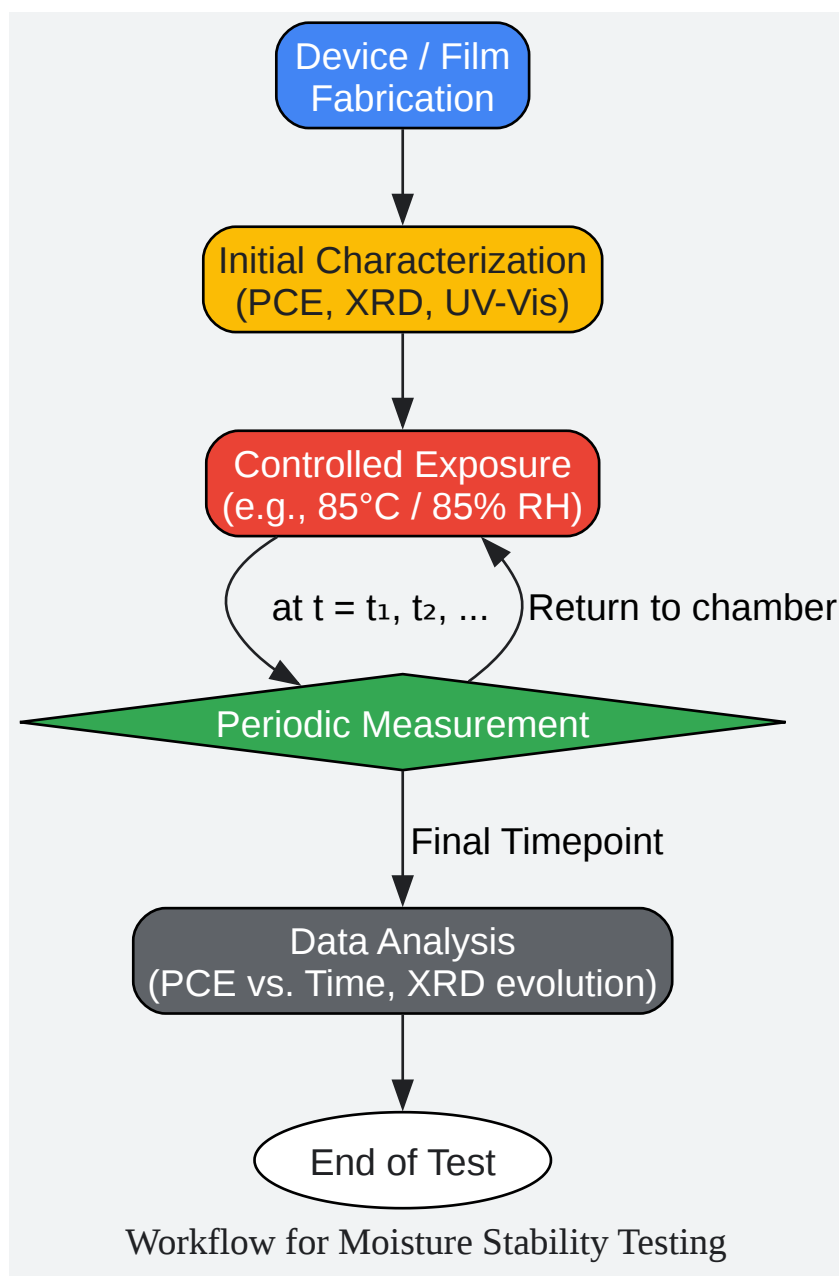 Device / Film
Fabrication
Initial Characterization
(PCE, XRD, UV-Vis)
Controlled Exposure
(e.g., 85°C / 85% RH)
at t = t₁, t₂, ...
Return to chamber
Periodic Measurement
Final Timepoint
Data Analysis
(PCE vs. Time, XRD evolution)
End of Test
Workflow for Moisture Stability Testing